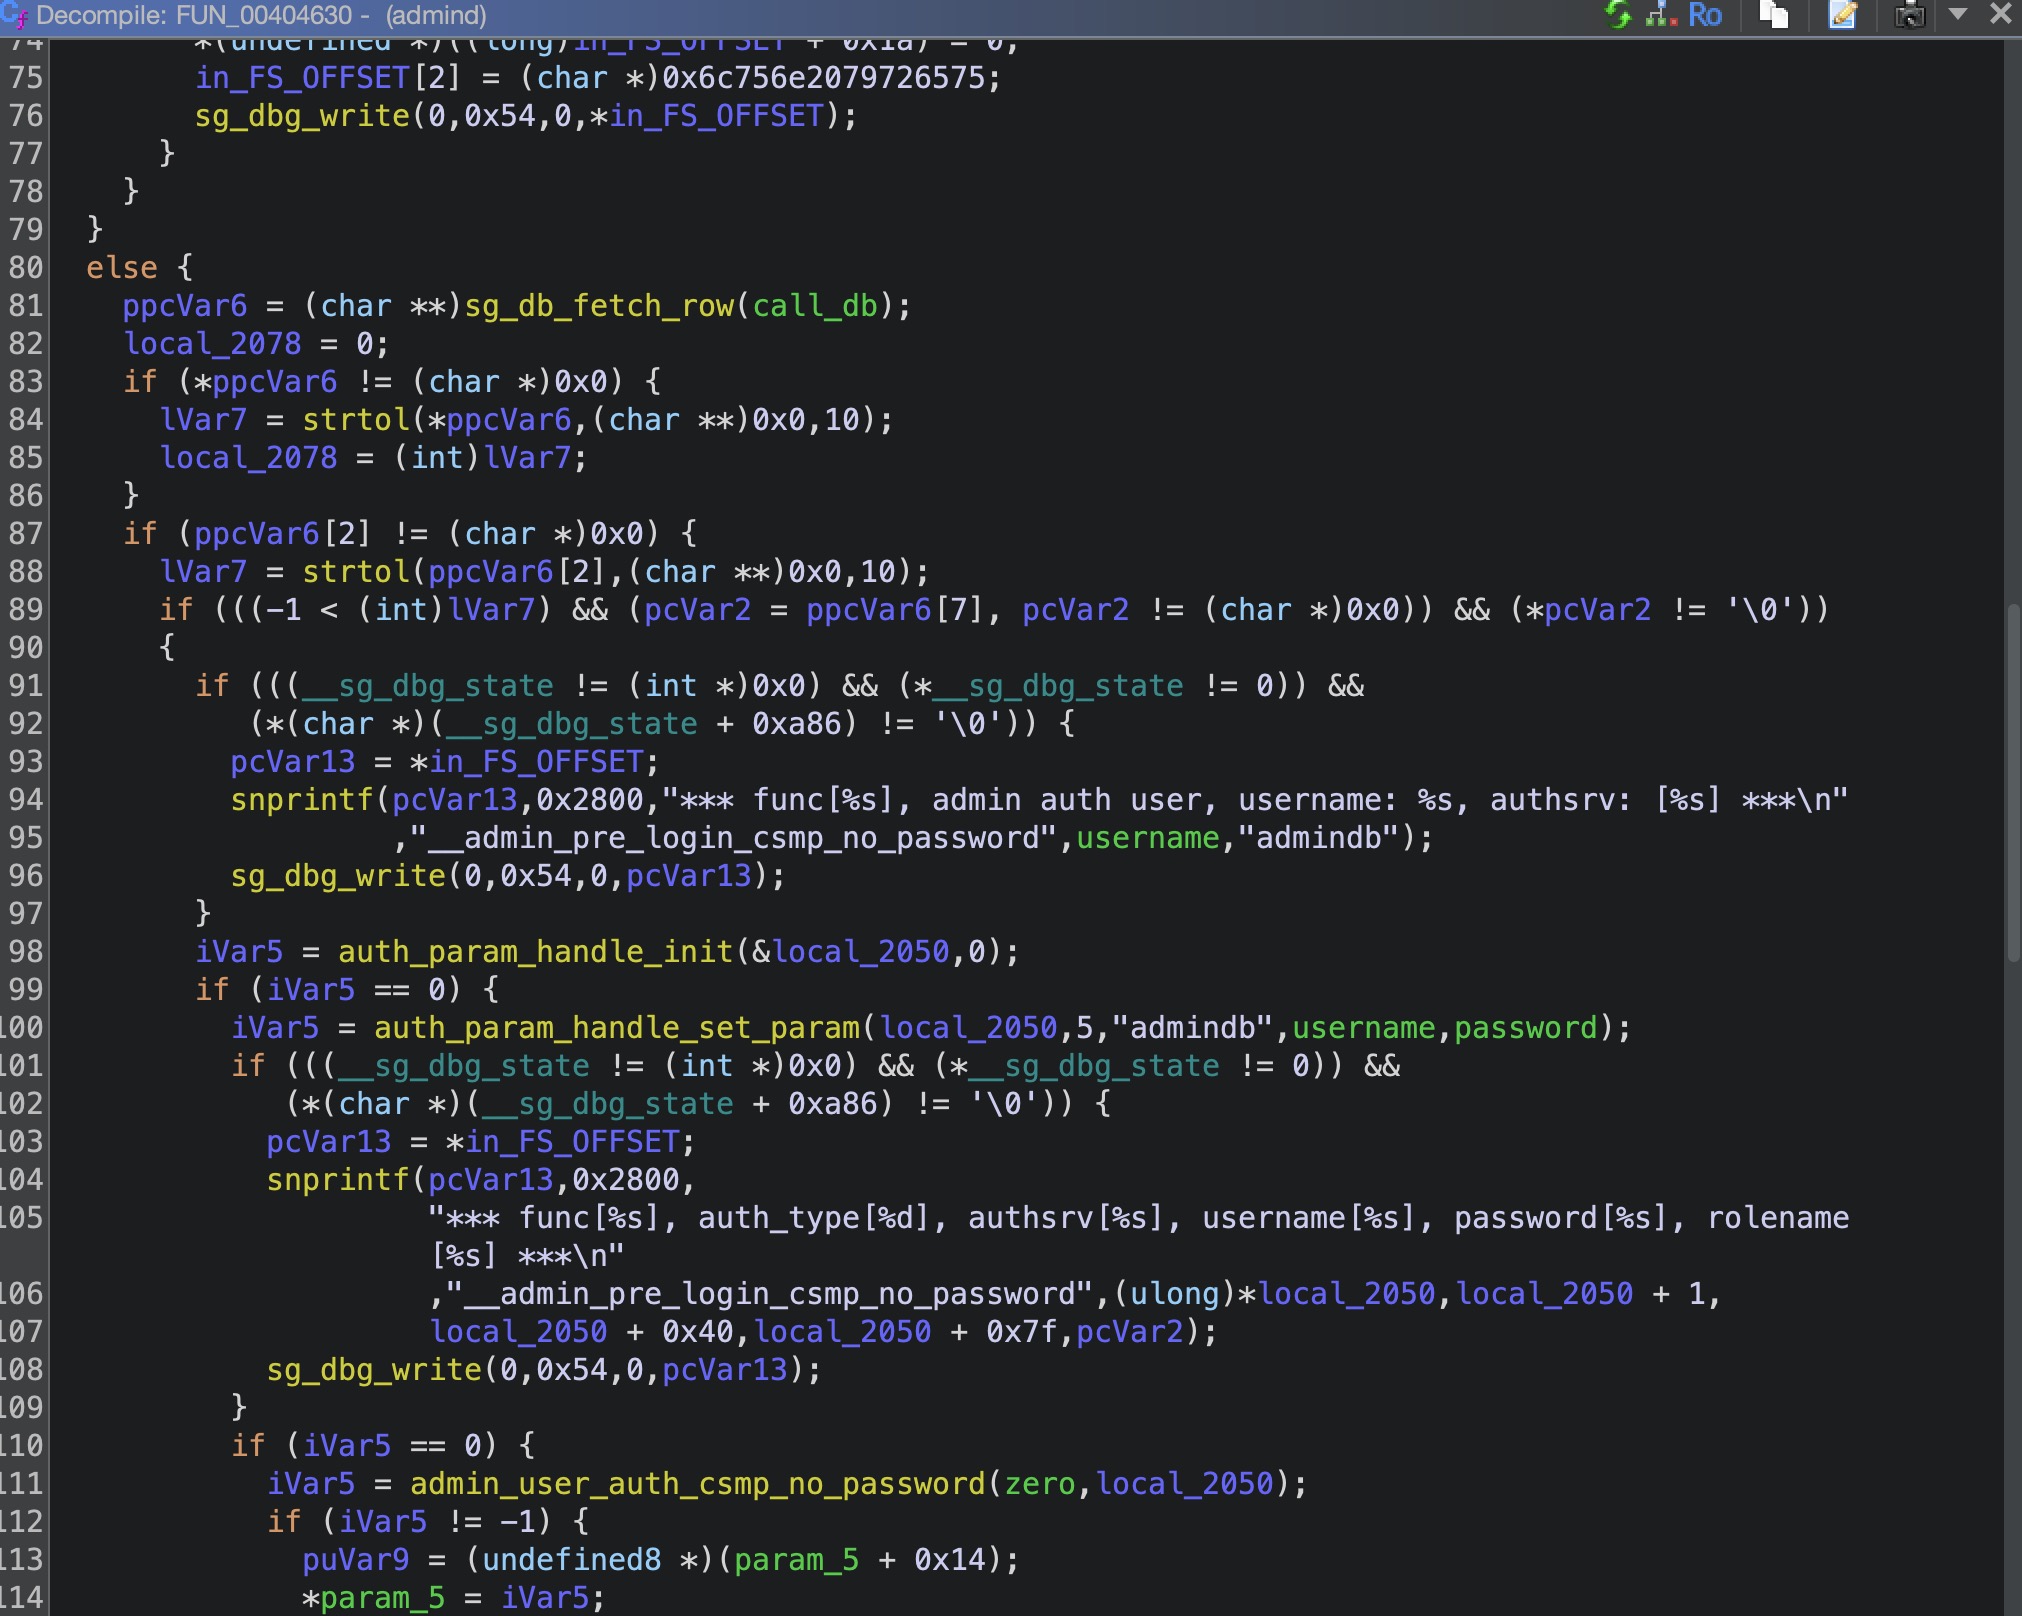 Decompile: FUN_00404630 - (admind)
Ro
74 *(undefined *)((long)in_FS_OFFSET + 0x1a) = 0;
75 in_FS_OFFSET[2] = (char *)0x6c756e2079726575;
76 sg_dbg_write(0,0x54,0,*in_FS_OFFSET);
77 }
78 }
79 }
80 else {
81 ppcVar6 = (char **)sg_db_fetch_row(call_db);
82 local_2078 = 0;
83 if (*ppcVar6 != (char *)0x0) {
84 lVar7 = strtol(*ppcVar6,(char **)0x0,10);
85 local_2078 = (int)lVar7;
86 }
87 if (ppcVar6[2] != (char *)0x0) {
88 lVar7 = strtol(ppcVar6[2],(char **)0x0,10);
89 if (((-1 < (int)lVar7) && (pcVar2 = ppcVar6[7], pcVar2 != (char *)0x0)) && (*pcVar2 != '\0'))
90 {
91 if (((__sg_dbg_state != (int *)0x0) && (*__sg_dbg_state != 0)) &&
92 (*(char *)(__sg_dbg_state + 0xa86) != '\0')) {
93 pcVar13 = *in_FS_OFFSET;
94 snprintf(pcVar13,0x2800,"*** func[%s], admin auth user, username: %s, authsrv: [%s] ***\n"
95 ,"__admin_pre_login_csmp_no_password",username,"admindb");
96 sg_dbg_write(0,0x54,0,pcVar13);
97 }
98 iVar5 = auth_param_handle_init(&local_2050,0);
99 if (iVar5 == 0) {
100 iVar5 = auth_param_handle_set_param(local_2050,5,"admindb",username,password);
101 if (((__sg_dbg_state != (int *)0x0) && (*__sg_dbg_state != 0)) &&
102 (*(char *)(__sg_dbg_state + 0xa86) != '\0')) {
103 pcVar13 = *in_FS_OFFSET;
104 snprintf(pcVar13,0x2800,
105 "*** func[%s], auth_type[%d], authsrv[%s], username[%s], password[%s], rolename
[%s] ***\n"
106 ,"__admin_pre_login_csmp_no_password",(ulong)*local_2050,local_2050 + 1,
107 local_2050 + 0x40,local_2050 + 0x7f,pcVar2);
108 sg_dbg_write(0,0x54,0,pcVar13);
109 }
110 if (iVar5 == 0) {
111 iVar5 = admin_user_auth_csmp_no_password(zero,local_2050);
112 if (iVar5 != -1) {
113 puVar9 = (undefined8 *)(param_5 + 0x14);
114 *param_5 = iVar5;